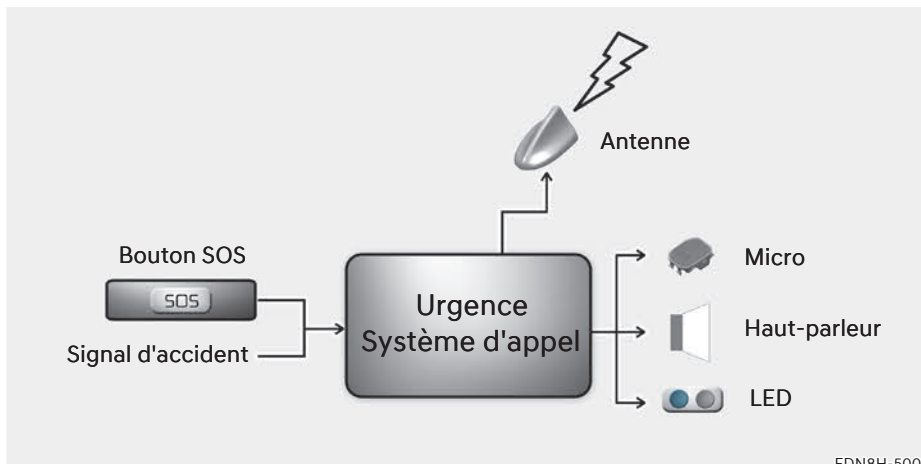 Antenne
Bouton SOS
SOS
Signal d'accident
Urgence
Système d'appel
Micro
Haut-parleur
LED